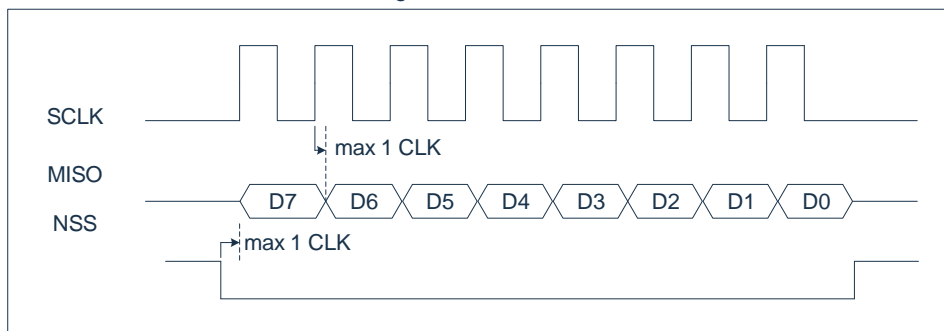 SCLK
max 1 CLK
MISO
D7 D6 D5 D4 D3 D2 D1 D0
NSS
max 1 CLK